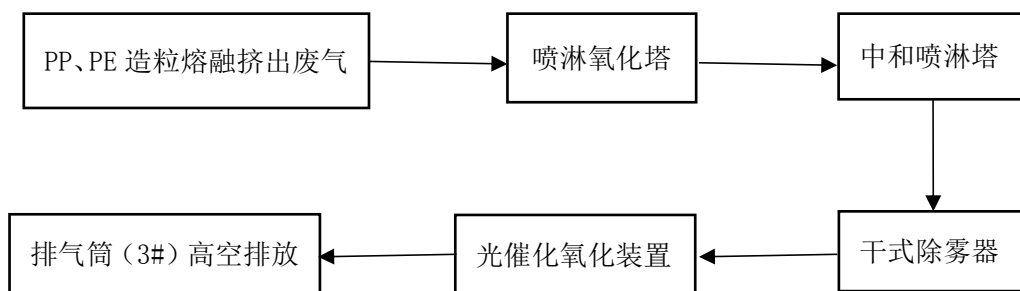 PP、PE 造粒熔融挤出废气
喷淋氧化塔
中和喷淋塔
干式除雾器
光催化氧化装置
排气筒（3#）高空排放